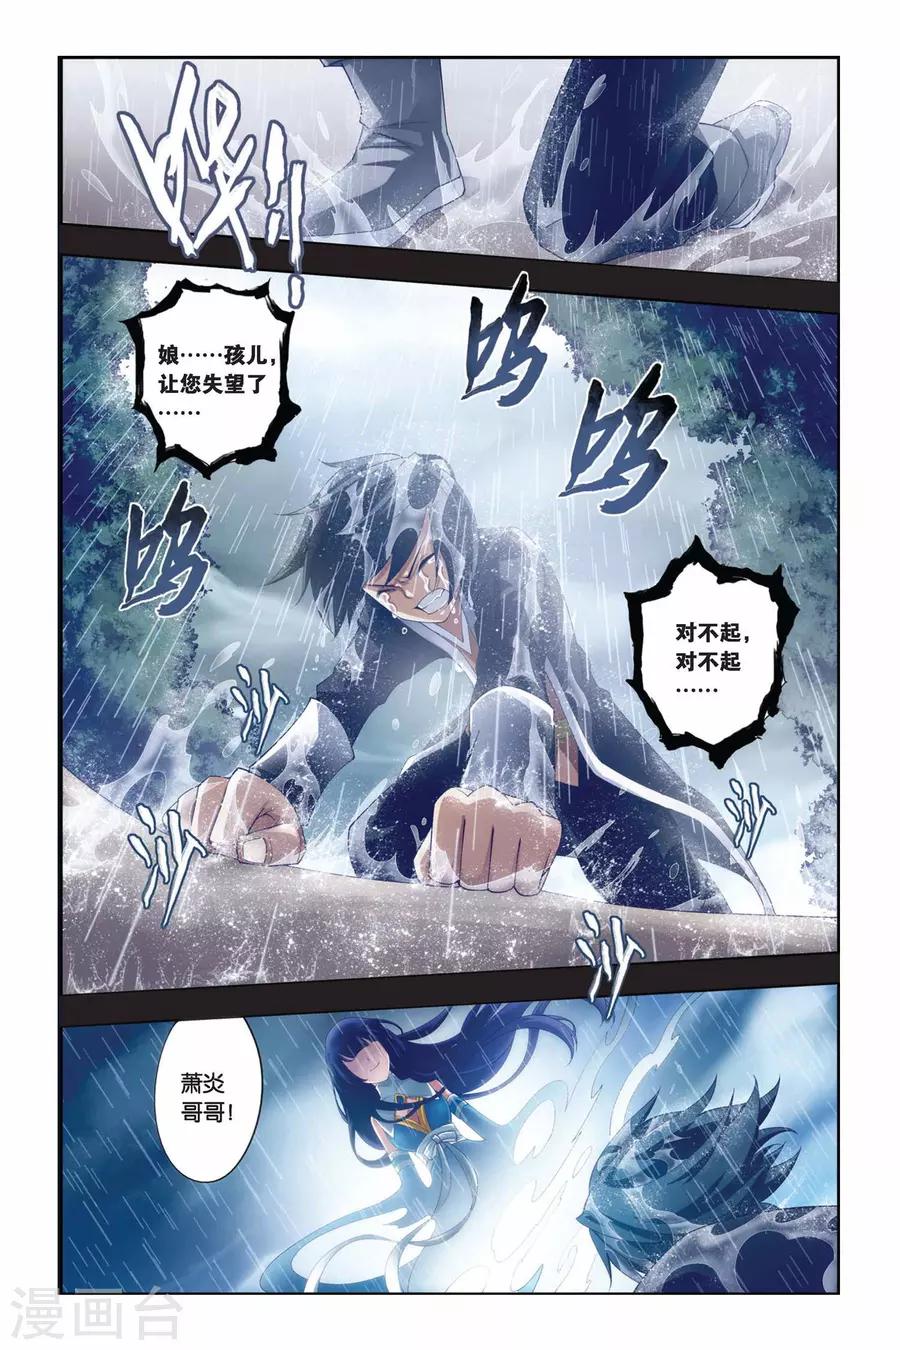 娘!!
娘……孩儿，
让您失望了
……
呜
呜
呜
对不起，
对不起
……
沙
沙
沙
沙
萧炎
哥哥！
漫画台